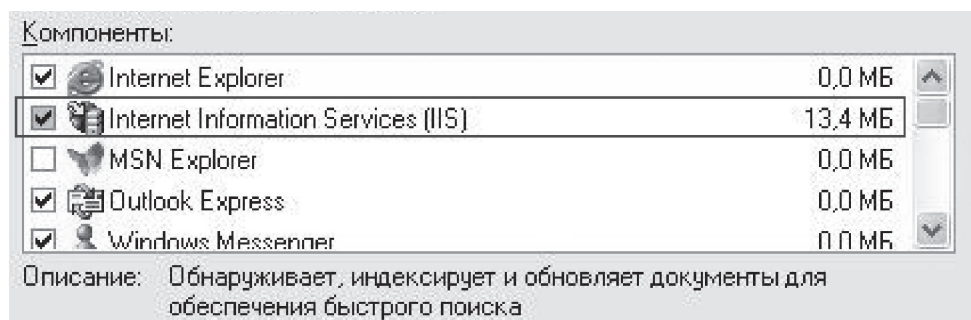 Компоненты:
Internet Explorer 0,0 МБ
Internet Information Services (IIS) 13,4 МБ
MSN Explorer 0,0 МБ
Outlook Express 0,0 МБ
Windows Messenger 0,0 МБ
Описание: Обнаруживает, индексирует и обновляет документы для
обеспечения быстрого поиска